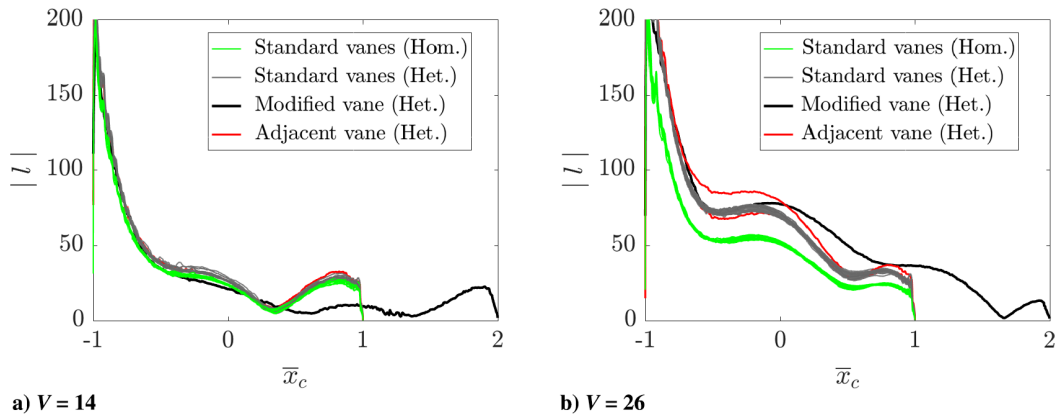 200
150
100
50
0
| l |
Standard vanes (Hom.)
Standard vanes (Het.)
Modified vane (Het.)
Adjacent vane (Het.)
-1 0 1 2
x̅_c
a) V = 14
200
150
100
50
0
| l |
Standard vanes (Hom.)
Standard vanes (Het.)
Modified vane (Het.)
Adjacent vane (Het.)
-1 0 1 2
x̅_c
b) V = 26